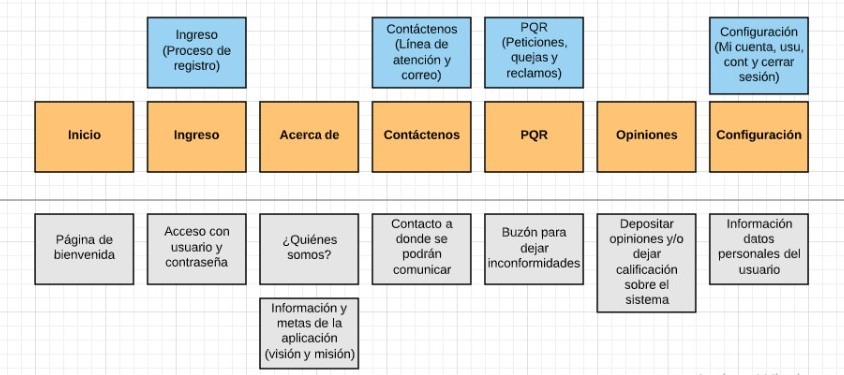 Ingreso
(Proceso de
registro)
Contáctenos
(Línea de
atención y
correo)
PQR
(Peticiones,
quejas y
reclamos)
Configuración
(Mi cuenta, usu,
cont y cerrar
sesión)
Inicio
Ingreso
Acerca de
Contáctenos
PQR
Opiniones
Configuración
Página de
bienvenida
Acceso con
usuario y
contraseña
¿Quiénes
somos?
Contacto a
donde se
podrán
comunicar
Buzón para
dejar
inconformidades
Depositar
opiniones y/o
dejar
calificación
sobre el
sistema
Información
datos
personales del
usuario
Información y
metas de la
aplicación
(visión y misión)